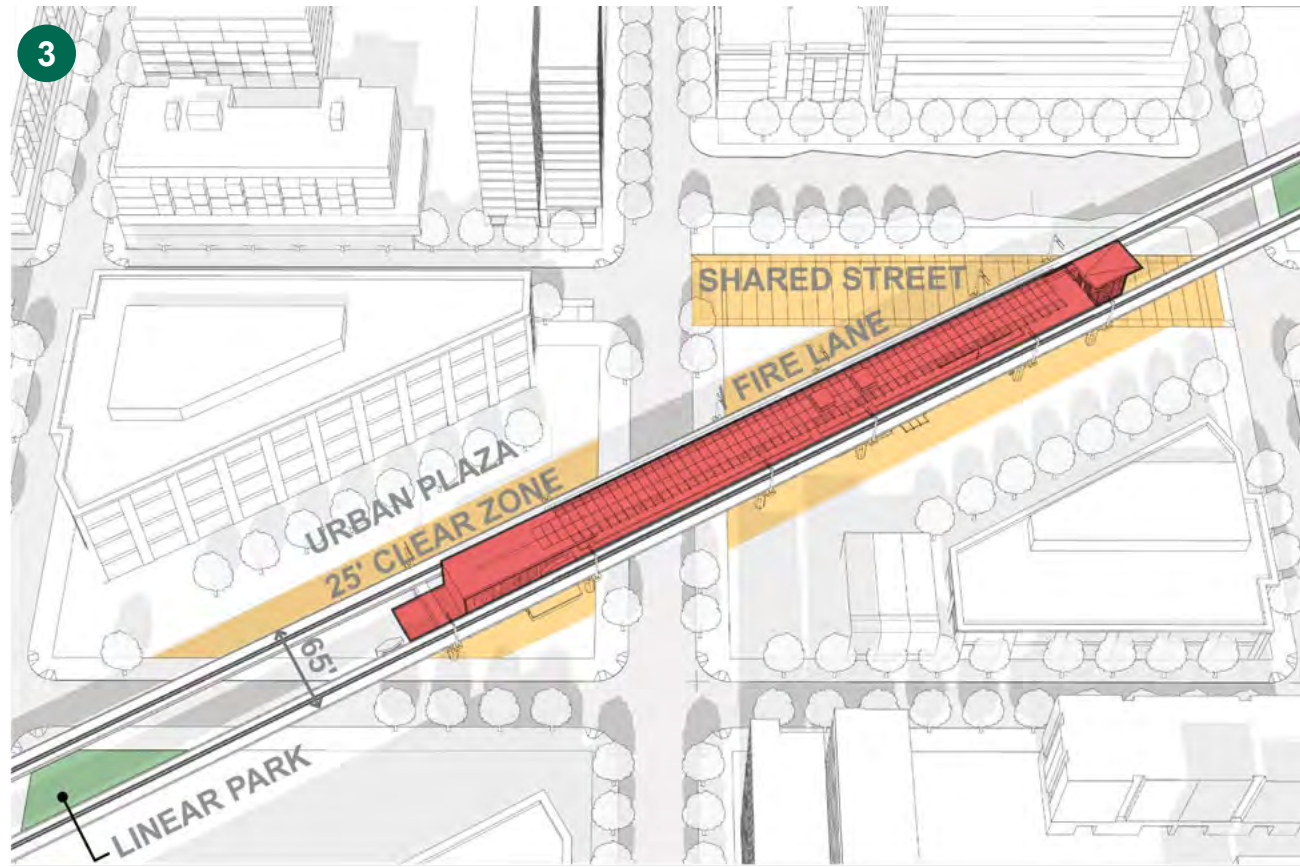 3
SHARED STREET
FIRE LANE
URBAN PLAZA
25' CLEAR ZONE
65'
LINEAR PARK